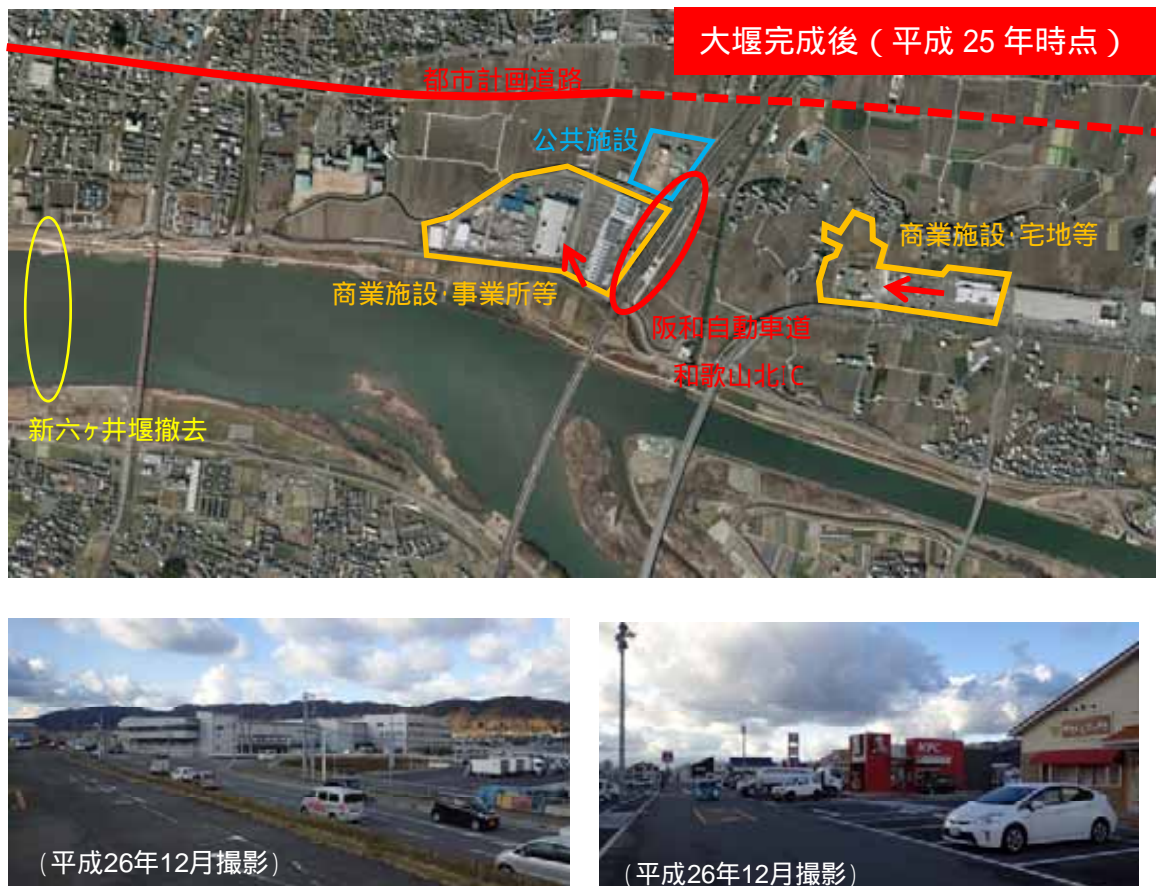 大堰完成後（平成 25 年時点）
都市計画道路
公共施設
商業施設・宅地等
商業施設・事業所等
阪和自動車道
和歌山北IC
新六ヶ井堰撤去
KFC
（平成26年12月撮影）
（平成26年12月撮影）